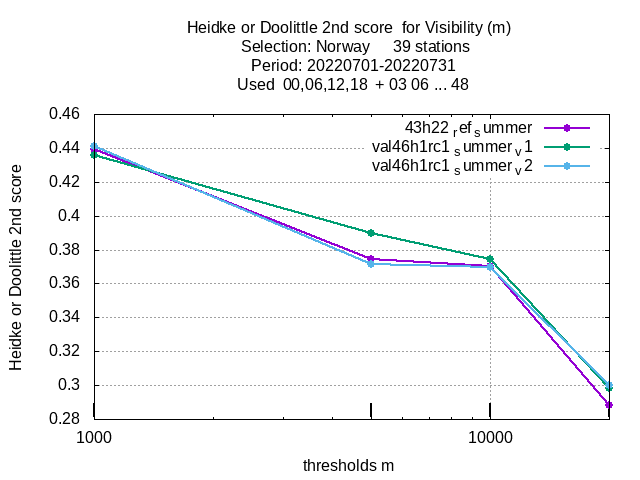 Heidke or Doolittle 2nd score  for Visibility (m)
Selection: Norway     39 stations
Period: 20220701-20220731
Used  00,06,12,18  + 03 06 ... 48
0.46
0.44
0.42
0.4
0.38
0.36
0.34
0.32
0.3
0.28
Heidke or Doolittle 2nd score
43h22 ref summer
val46h1rc1 summer v1
val46h1rc1 summer v2
1000
10000
thresholds m